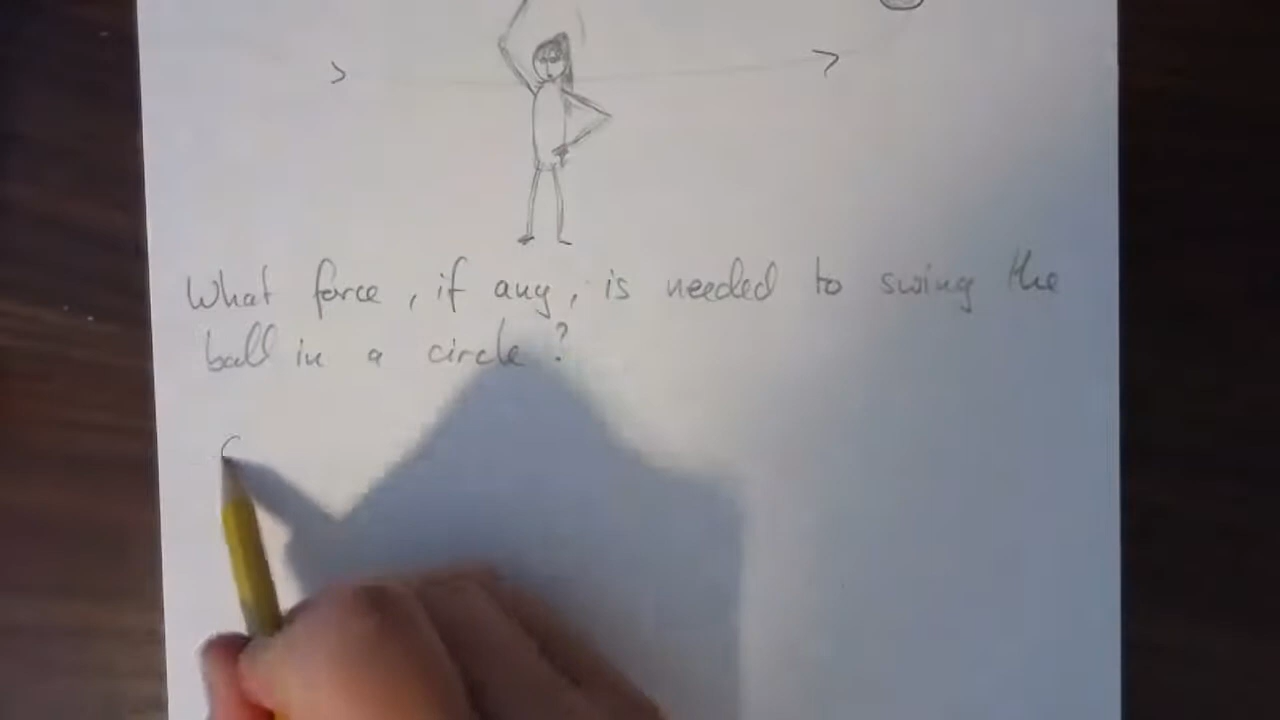 What force, if any, is needed to swing the
ball in a circle?